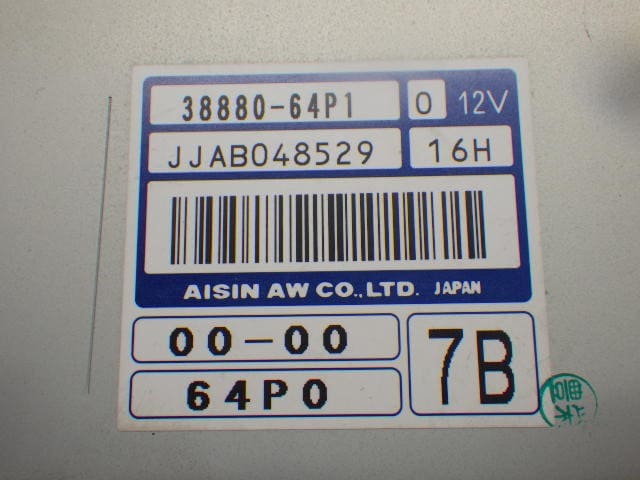 38880-64P1 0 12V
JJAB048529 16H
AISIN AW CO.,LTD. JAPAN
00-00
7B
64P0